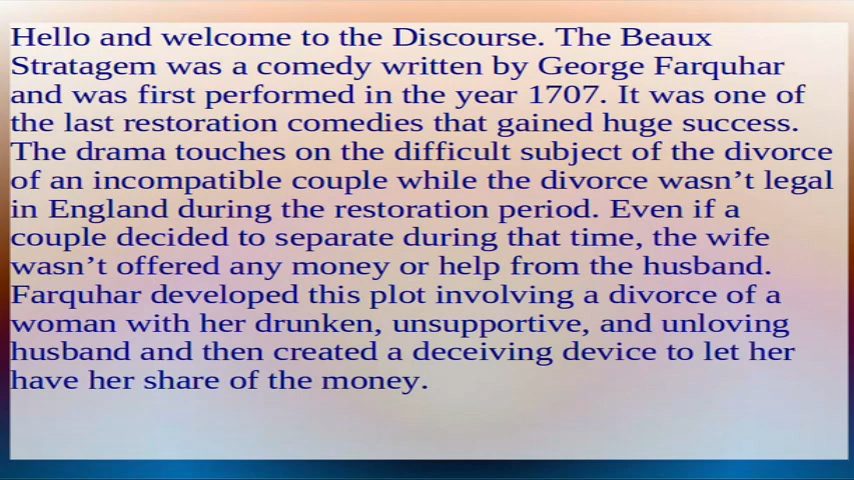 Hello and welcome to the Discourse. The Beaux
Stratagem was a comedy written by George Farquhar
and was first performed in the year 1707. It was one of
the last restoration comedies that gained huge success.
The drama touches on the difficult subject of the divorce
of an incompatible couple while the divorce wasn’t legal
in England during the restoration period. Even if a
couple decided to separate during that time, the wife
wasn’t offered any money or help from the husband.
Farquhar developed this plot involving a divorce of a
woman with her drunken, unsupportive, and unloving
husband and then created a deceiving device to let her
have her share of the money.